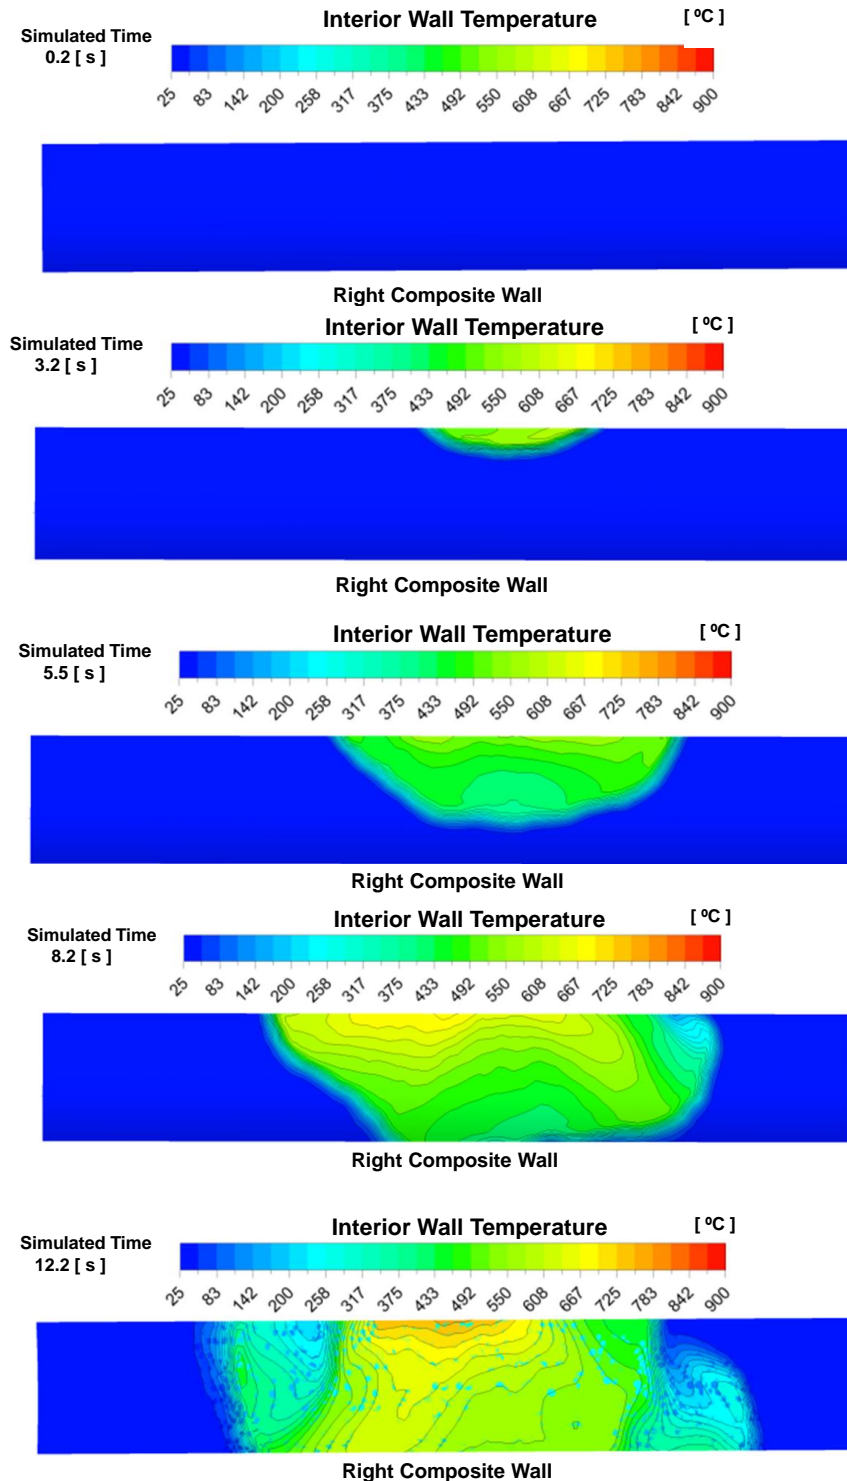 Interior Wall Temperature [ ºC ]
Simulated Time
0.2 [ s ]
25 83 142 200 258 317 375 433 492 550 608 667 725 783 842 900
Right Composite Wall
Interior Wall Temperature [ ºC ]
Simulated Time
3.2 [ s ]
25 83 142 200 258 317 375 433 492 550 608 667 725 783 842 900
Right Composite Wall
Interior Wall Temperature [ ºC ]
Simulated Time
5.5 [ s ]
25 83 142 200 258 317 375 433 492 550 608 667 725 783 842 900
Right Composite Wall
Interior Wall Temperature [ ºC ]
Simulated Time
8.2 [ s ]
25 83 142 200 258 317 375 433 492 550 608 667 725 783 842 900
Right Composite Wall
Interior Wall Temperature [ ºC ]
Simulated Time
12.2 [ s ]
25 83 142 200 258 317 375 433 492 550 608 667 725 783 842 900
Right Composite Wall